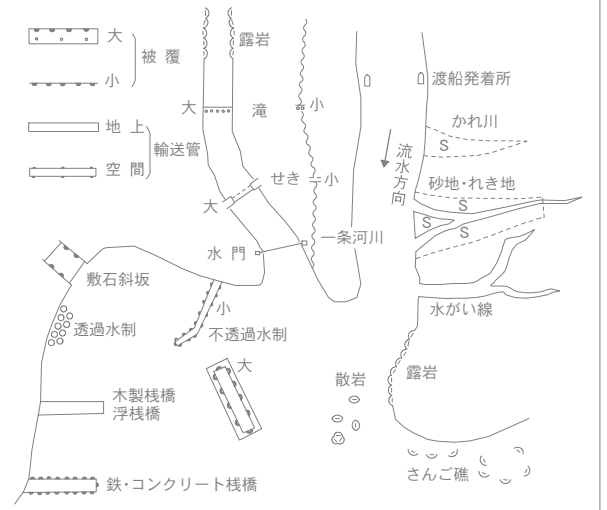 大
被覆
小
地上
輸送管
空間
露岩
大 滝 小
渡船発着所
かれ川
S
流水方向
せき 小
大
砂地・れき地
S
S
S
水門
一条河川
敷石斜坂
小
不透過水制
透過水制
水がい線
大
散岩
露岩
木製桟橋
浮桟橋
さんご礁
鉄・コンクリート桟橋